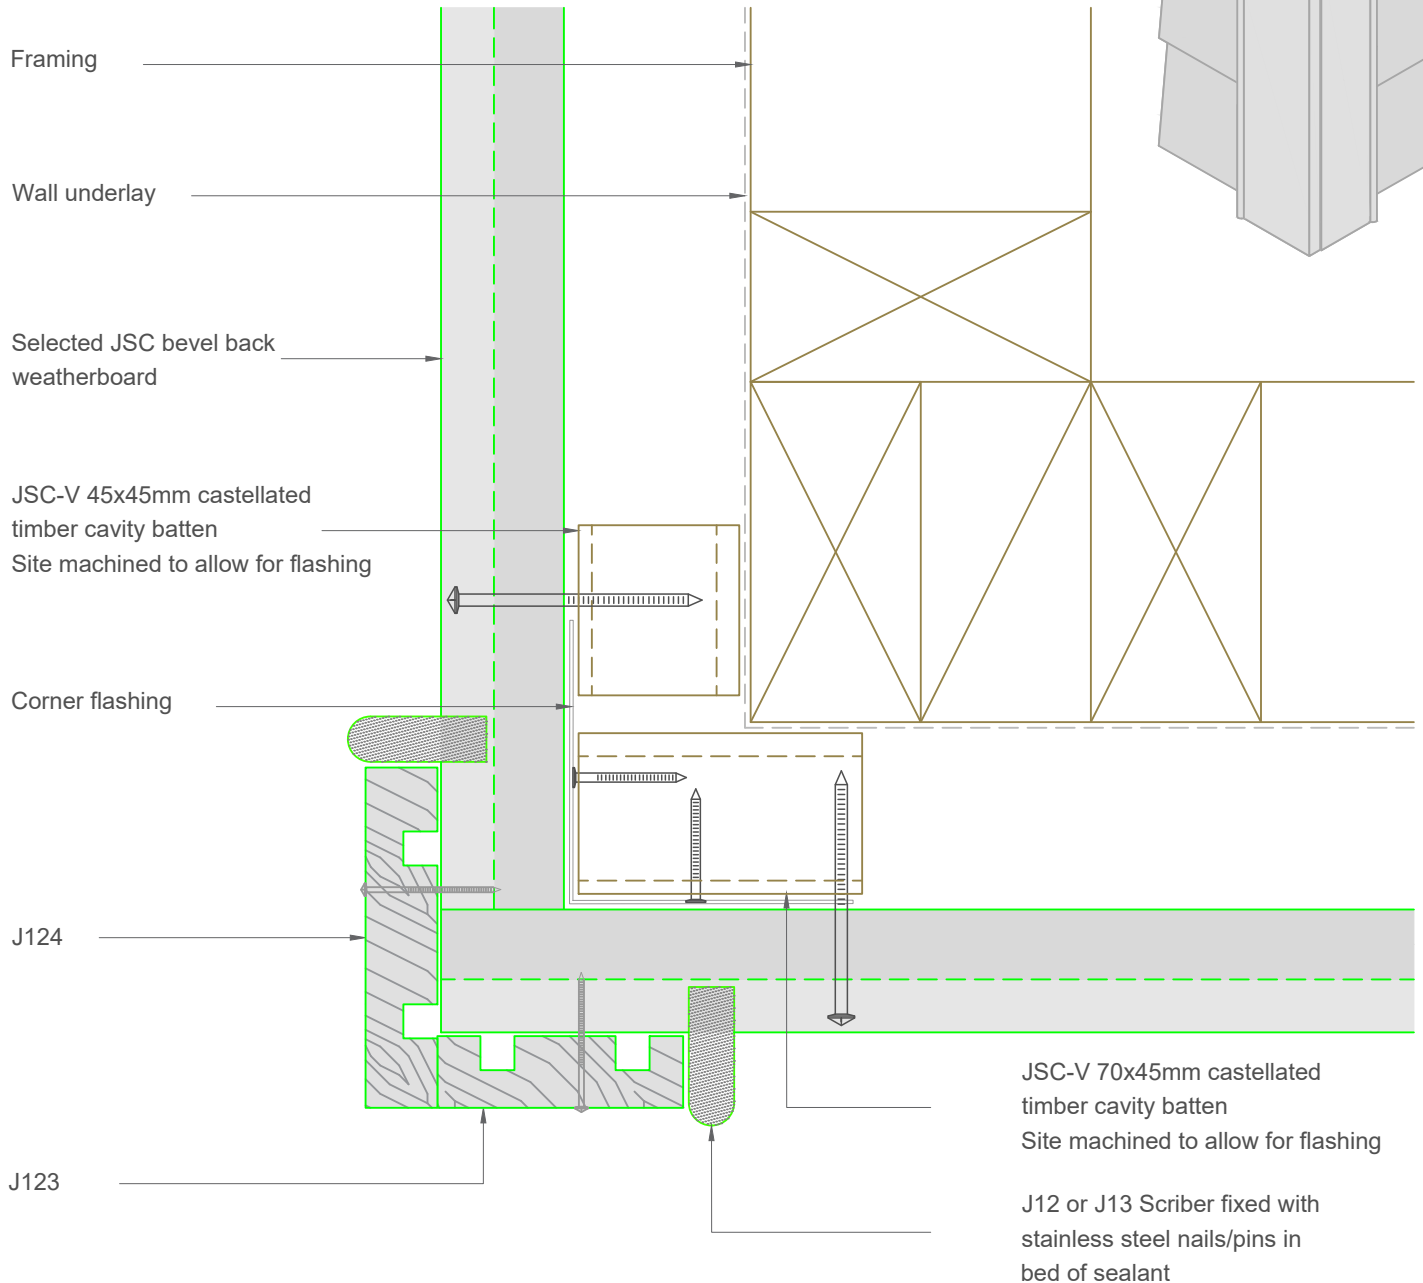 Framing
Wall underlay
Selected JSC bevel back
weatherboard
JSC-V 45x45mm castellated
timber cavity batten
Site machined to allow for flashing
Corner flashing
J124
J123
JSC-V 70x45mm castellated
timber cavity batten
Site machined to allow for flashing
J12 or J13 Scriber fixed with
stainless steel nails/pins in
bed of sealant